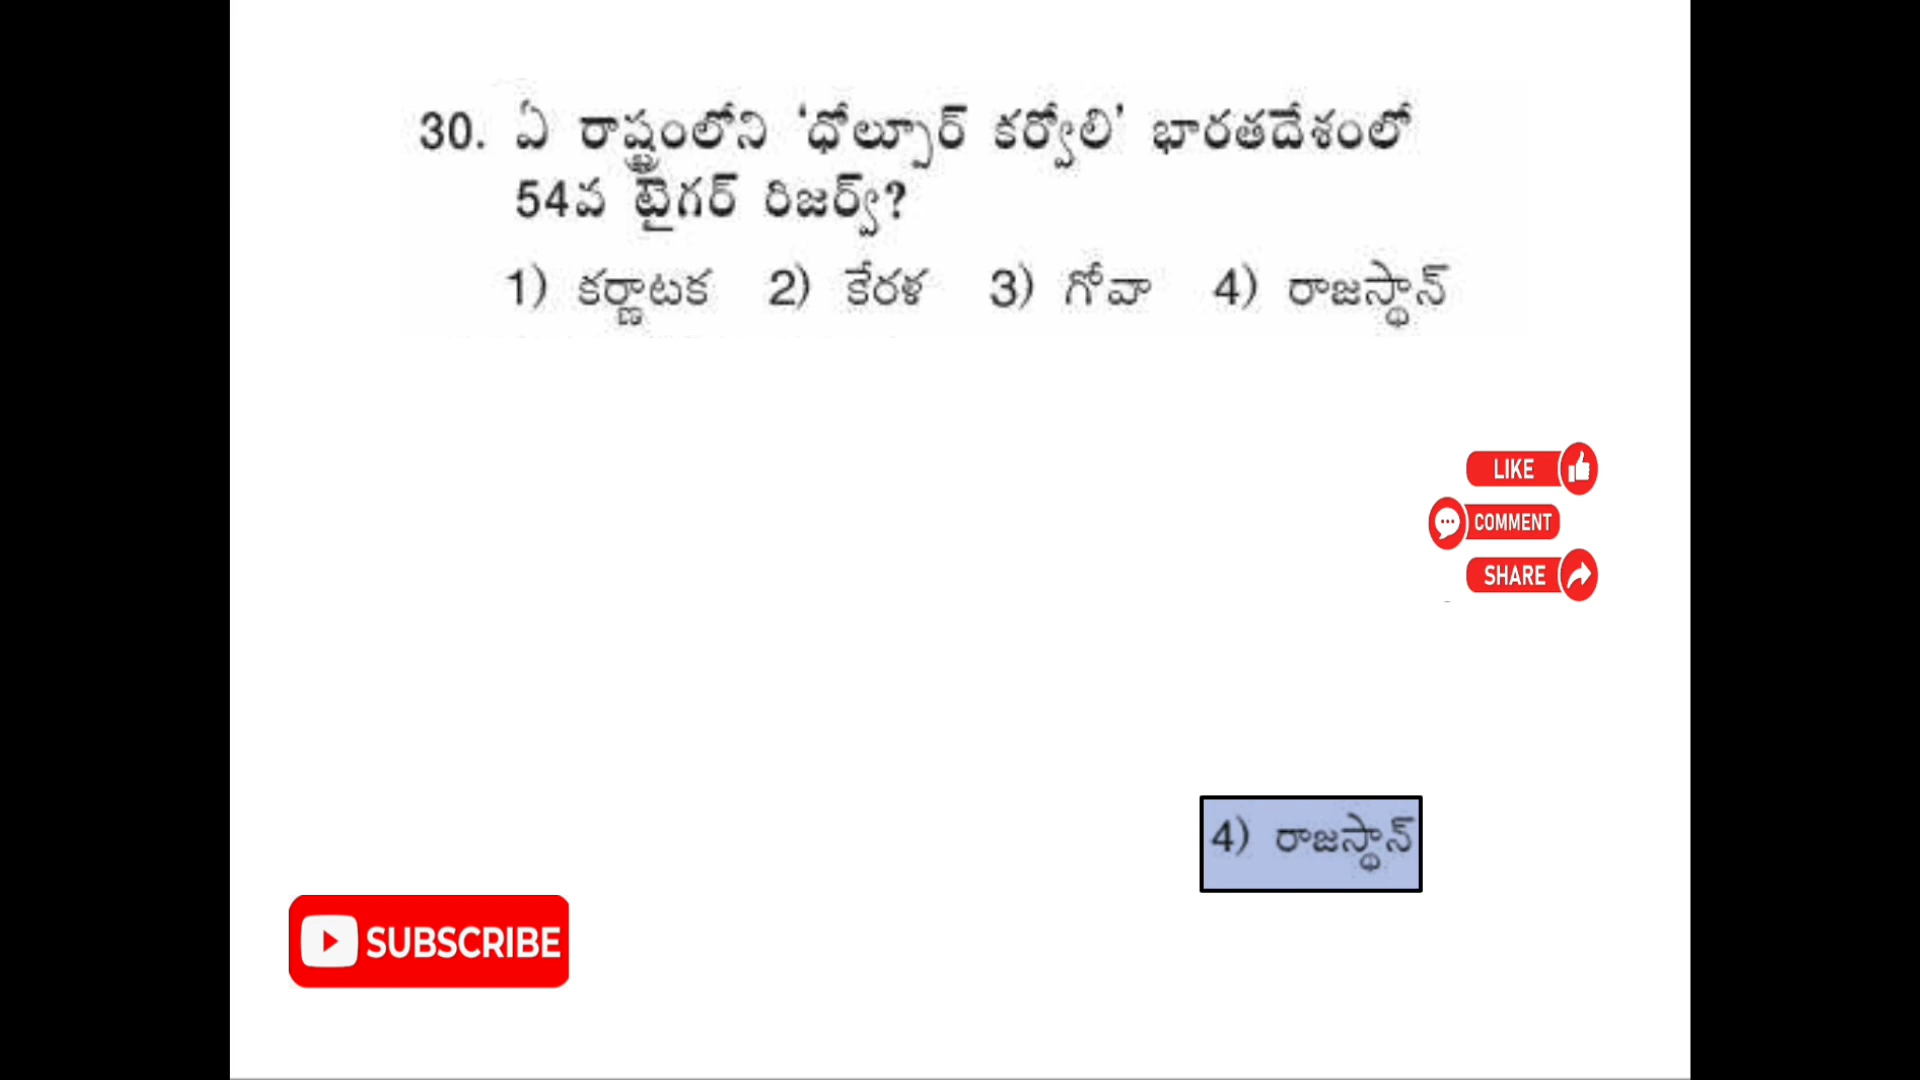 30. ఏ రాష్ట్రంలోని 'ధోల్పూర్ కర్వోలి' భారతదేశంలో
54వ టైగర్ రిజర్వ్?
1) కర్ణాటక 2) కేరళ 3) గోవా 4) రాజస్థాన్
LIKE
COMMENT
SHARE
4) రాజస్థాన్
SUBSCRIBE